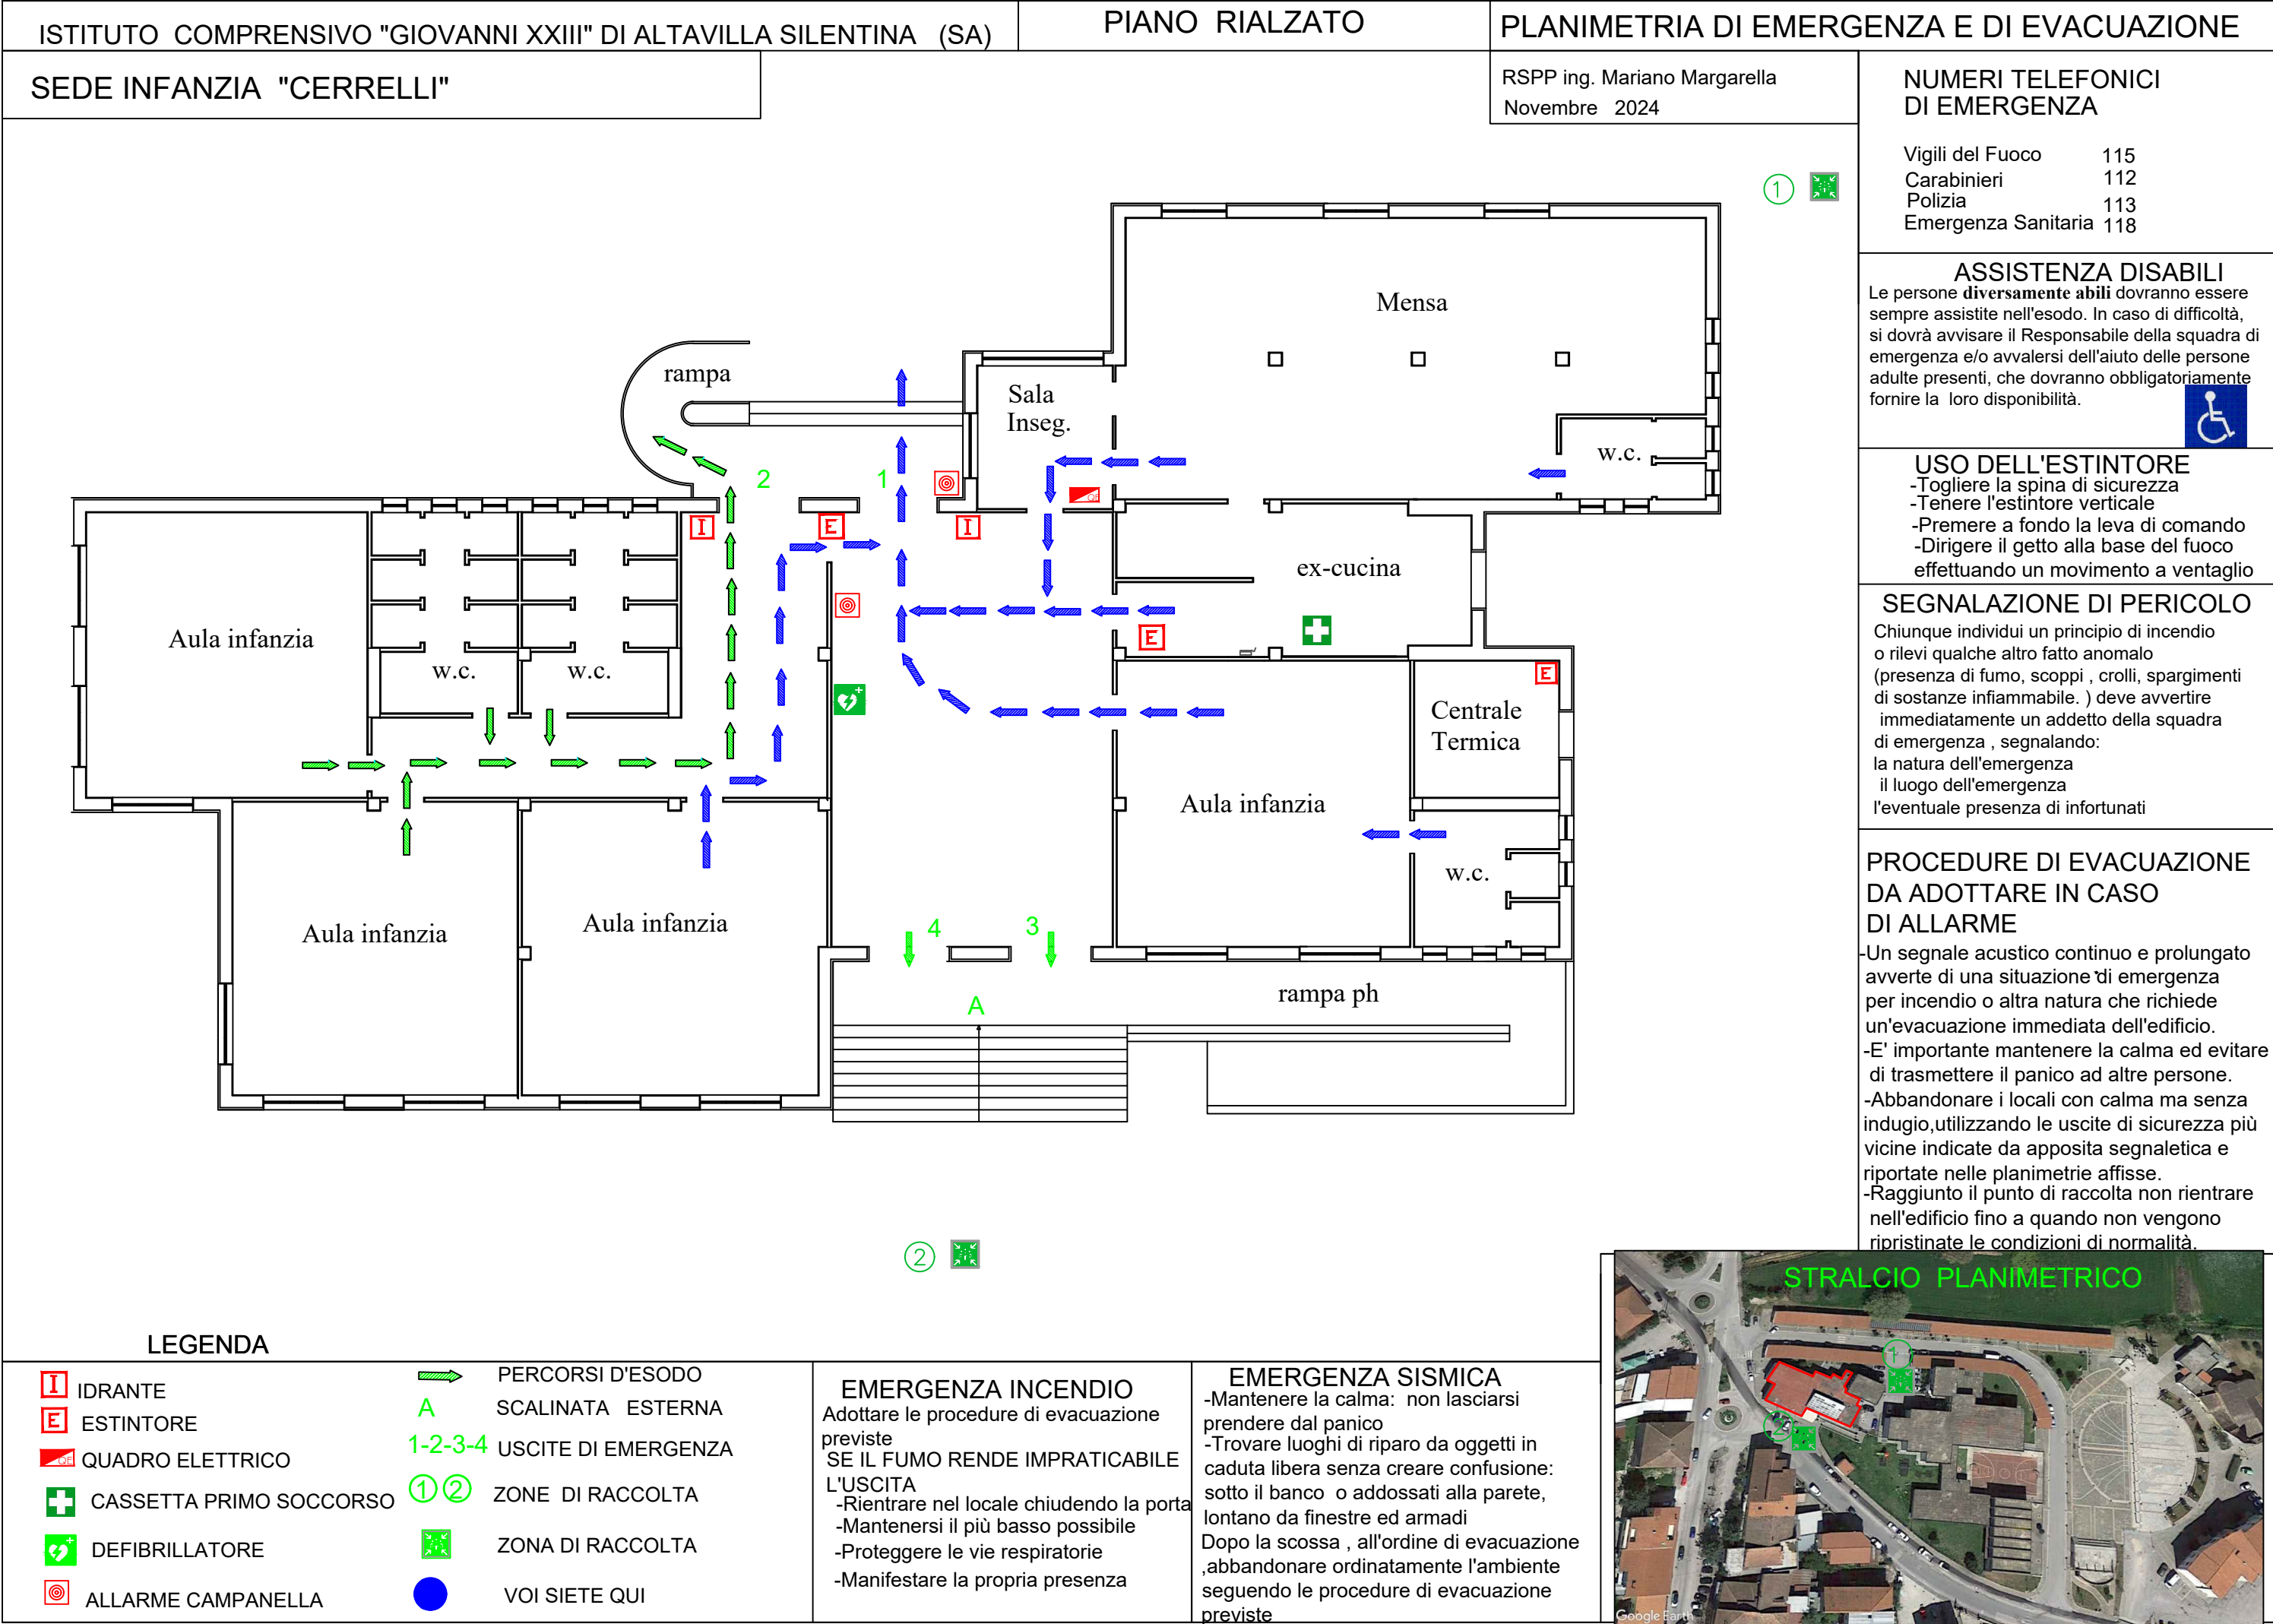 ISTITUTO COMPRENSIVO "GIOVANNI XXIII" DI ALTAVILLA SILENTINA (SA)
PIANO RIALZATO
PLANIMETRIA DI EMERGENZA E DI EVACUAZIONE
SEDE INFANZIA "CERRELLI"
RSPP ing. Mariano Margarella
Novembre 2024
NUMERI TELEFONICI
DI EMERGENZA
Vigili del Fuoco 115
Carabinieri 112
Polizia 113
Emergenza Sanitaria 118
ASSISTENZA DISABILI
Le persone diversamente abili dovranno essere
sempre assistite nell'esodo. In caso di difficoltà,
si dovrà avvisare il Responsabile della squadra di
emergenza e/o avvalersi dell'aiuto delle persone
adulte presenti, che dovranno obbligatoriamente
fornire la loro disponibilità.
USO DELL'ESTINTORE
-Togliere la spina di sicurezza
-Tenere l'estintore verticale
-Premere a fondo la leva di comando
-Dirigere il getto alla base del fuoco
effettuando un movimento a ventaglio
SEGNALAZIONE DI PERICOLO
Chiunque individui un principio di incendio
o rilevi qualche altro fatto anomalo
(presenza di fumo, scoppi , crolli, spargimenti
di sostanze infiammabile. ) deve avvertire
immediatamente un addetto della squadra
di emergenza , segnalando:
la natura dell'emergenza
il luogo dell'emergenza
l'eventuale presenza di infortunati
PROCEDURE DI EVACUAZIONE
DA ADOTTARE IN CASO
DI ALLARME
-Un segnale acustico continuo e prolungato
avverte di una situazione di emergenza
per incendio o altra natura che richiede
un'evacuazione immediata dell'edificio.
-E' importante mantenere la calma ed evitare
di trasmettere il panico ad altre persone.
-Abbandonare i locali con calma ma senza
indugio,utilizzando le uscite di sicurezza più
vicine indicate da apposita segnaletica e
riportate nelle planimetrie affisse.
-Raggiunto il punto di raccolta non rientrare
nell'edificio fino a quando non vengono
ripristinate le condizioni di normalità.
1
Mensa
rampa
Sala
Inseg.
w.c.
2
1
I
E
I
QE
ex-cucina
Aula infanzia
w.c.
w.c.
E
E
Centrale
Termica
Aula infanzia
w.c.
Aula infanzia
Aula infanzia
4
3
rampa ph
A
2
STRALCIO PLANIMETRICO
1
2
Google Earth
LEGENDA
I IDRANTE
E ESTINTORE
QE QUADRO ELETTRICO
CASSETTA PRIMO SOCCORSO
DEFIBRILLATORE
ALLARME CAMPANELLA
PERCORSI D'ESODO
A SCALINATA ESTERNA
1-2-3-4 USCITE DI EMERGENZA
1 2 ZONE DI RACCOLTA
ZONA DI RACCOLTA
VOI SIETE QUI
EMERGENZA INCENDIO
Adottare le procedure di evacuazione
previste
SE IL FUMO RENDE IMPRATICABILE
L'USCITA
-Rientrare nel locale chiudendo la porta
-Mantenersi il più basso possibile
-Proteggere le vie respiratorie
-Manifestare la propria presenza
EMERGENZA SISMICA
-Mantenere la calma: non lasciarsi
prendere dal panico
-Trovare luoghi di riparo da oggetti in
caduta libera senza creare confusione:
sotto il banco o addossati alla parete,
lontano da finestre ed armadi
Dopo la scossa , all'ordine di evacuazione
,abbandonare ordinatamente l'ambiente
seguendo le procedure di evacuazione
previste